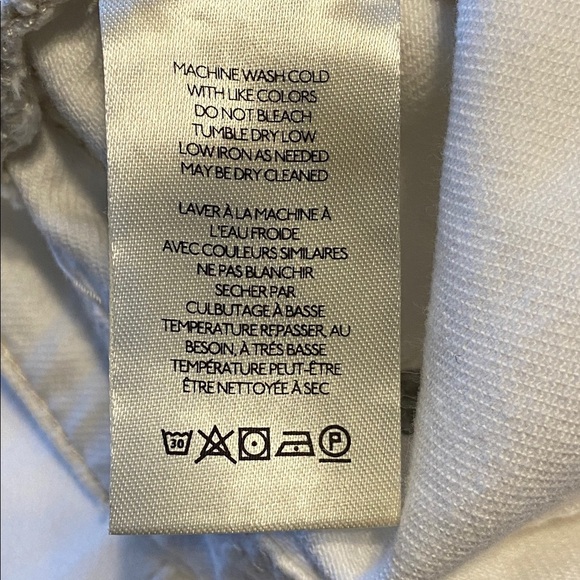 MACHINE WASH COLD
WITH LIKE COLORS
DO NOT BLEACH
TUMBLE DRY LOW
LOW IRON AS NEEDED
MAY BE DRY CLEANED
LAVER À LA MACHINE À
L'EAU FROIDE
AVEC COULEURS SIMILAIRES
NE PAS BLANCHIR
SECHER PAR
CULBUTAGE À BASSE
TEMPERATURE REPASSER, AU
BESOIN, À TRÉS BASSE
TEMPÉRATURE PEUT-ÊTRE
ÊTRE NETTOYÉE À SEC
30 P